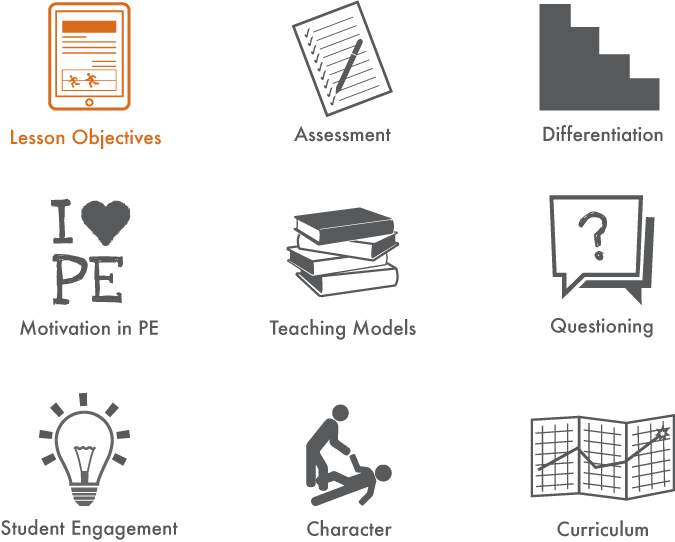 Lesson Objectives
Assessment
Differentiation
I
PE
Motivation in PE
Teaching Models
?
Questioning
Student Engagement
Character
Curriculum